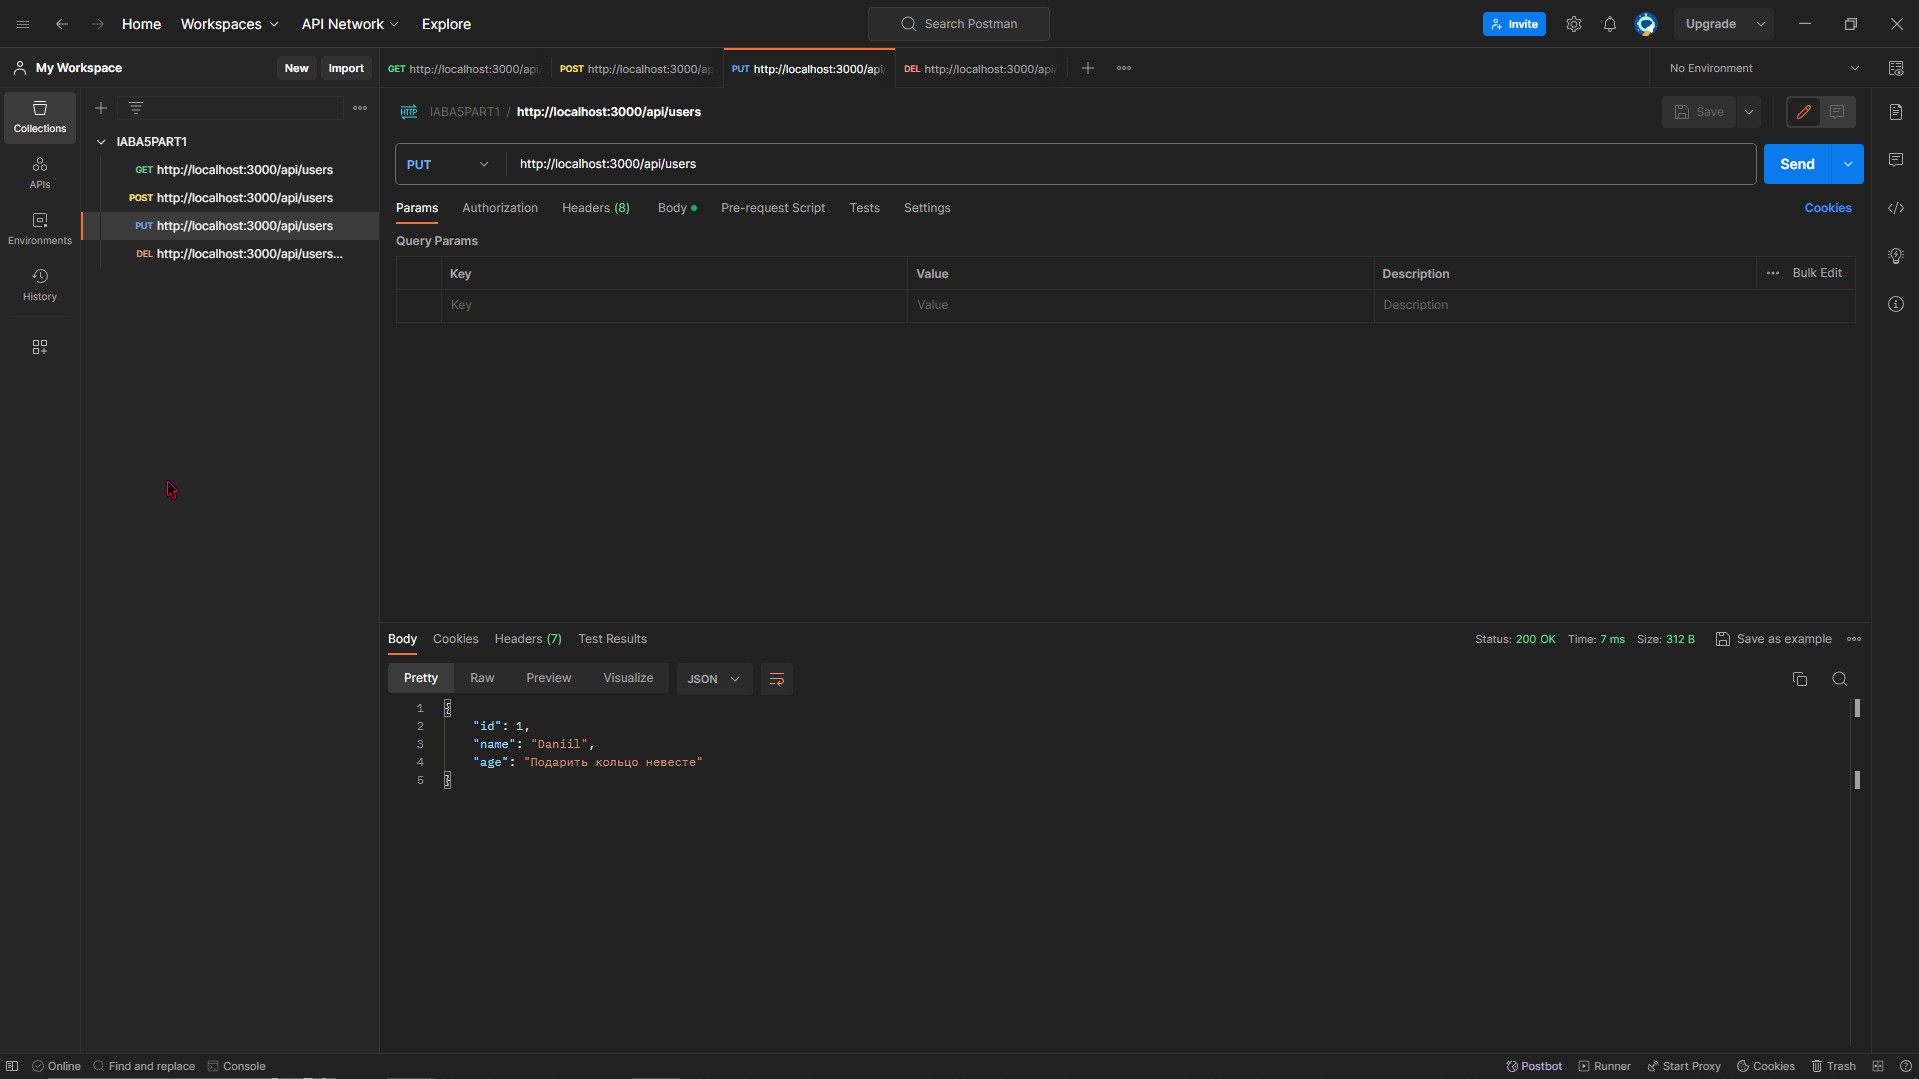 Home Workspaces API Network Explore Search Postman Invite Upgrade
My Workspace New Import GET http://localhost:3000/api POST http://localhost:3000/ap PUT http://localhost:3000/api/ DEL http://localhost:3000/api/ No Environment
Collections
APIs
Environments
History
IABA5PART1
GET http://localhost:3000/api/users
POST http://localhost:3000/api/users
PUT http://localhost:3000/api/users
DEL http://localhost:3000/api/users...
HTTP IABA5PART1 / http://localhost:3000/api/users Save
PUT http://localhost:3000/api/users Send
Params Authorization Headers (8) Body Pre-request Script Tests Settings Cookies
Query Params
Key Value Description Bulk Edit
Key Value Description
Body Cookies Headers (7) Test Results Status: 200 OK Time: 7 ms Size: 312 B Save as example
Pretty Raw Preview Visualize JSON
1 {
2 "id": 1,
3 "name": "Daniil",
4 "age": "Подарить кольцо невесте"
5 }
Online Find and replace Console Postbot Runner Start Proxy Cookies Trash